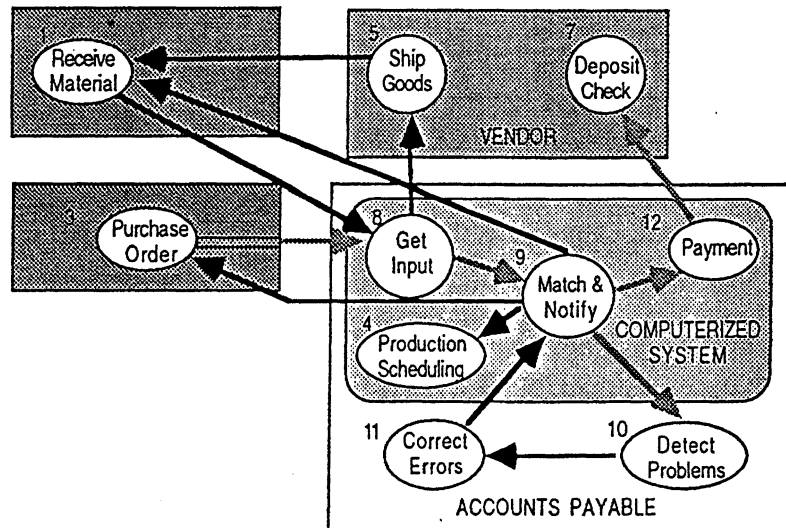 1
Receive
Material
5
Ship
Goods
7
Deposit
Check
VENDOR
3
Purchase
Order
8
Get
Input
9
Match &
Notify
12
Payment
4
Production
Scheduling
COMPUTERIZED
SYSTEM
11
Correct
Errors
10
Detect
Problems
ACCOUNTS PAYABLE